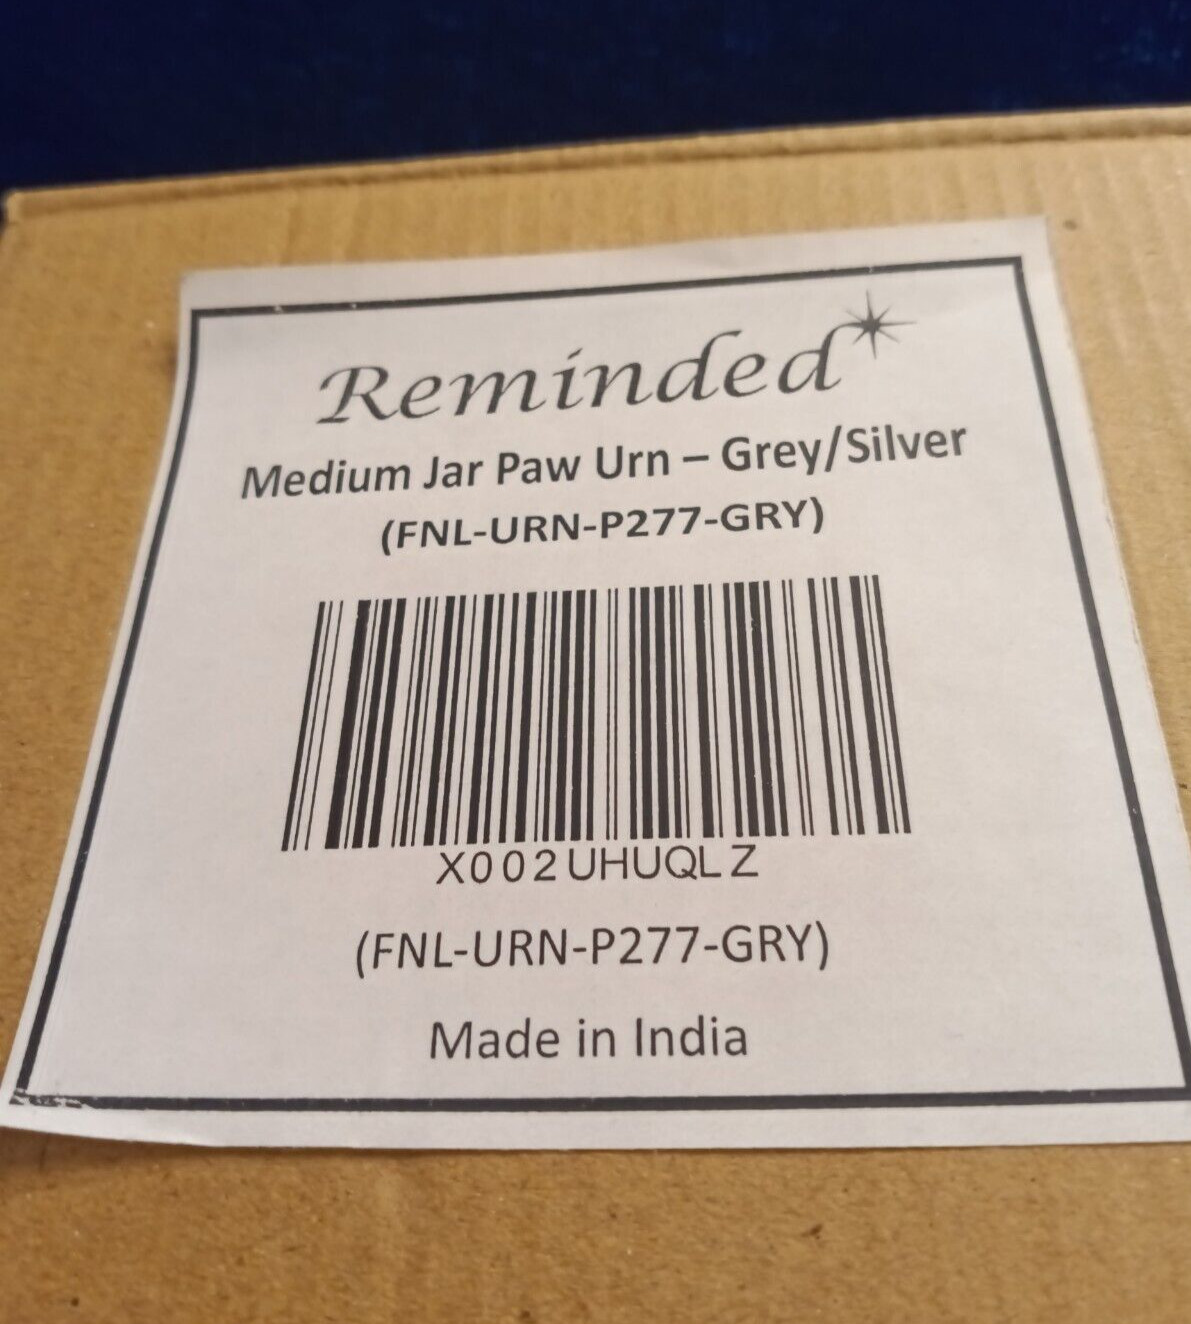 Reminded
Medium Jar Paw Urn – Grey/Silver
(FNL-URN-P277-GRY)
X002UHUQLZ
(FNL-URN-P277-GRY)
Made in India